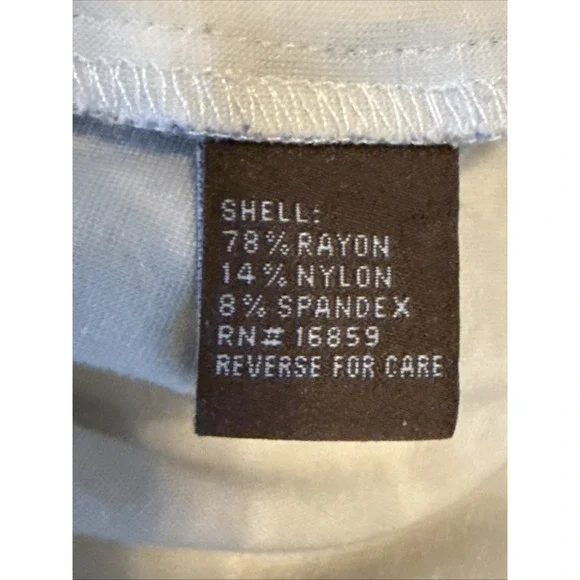 SHELL:
78% RAYON
14% NYLON
8% SPANDEX
RN# 16859
REVERSE FOR CARE